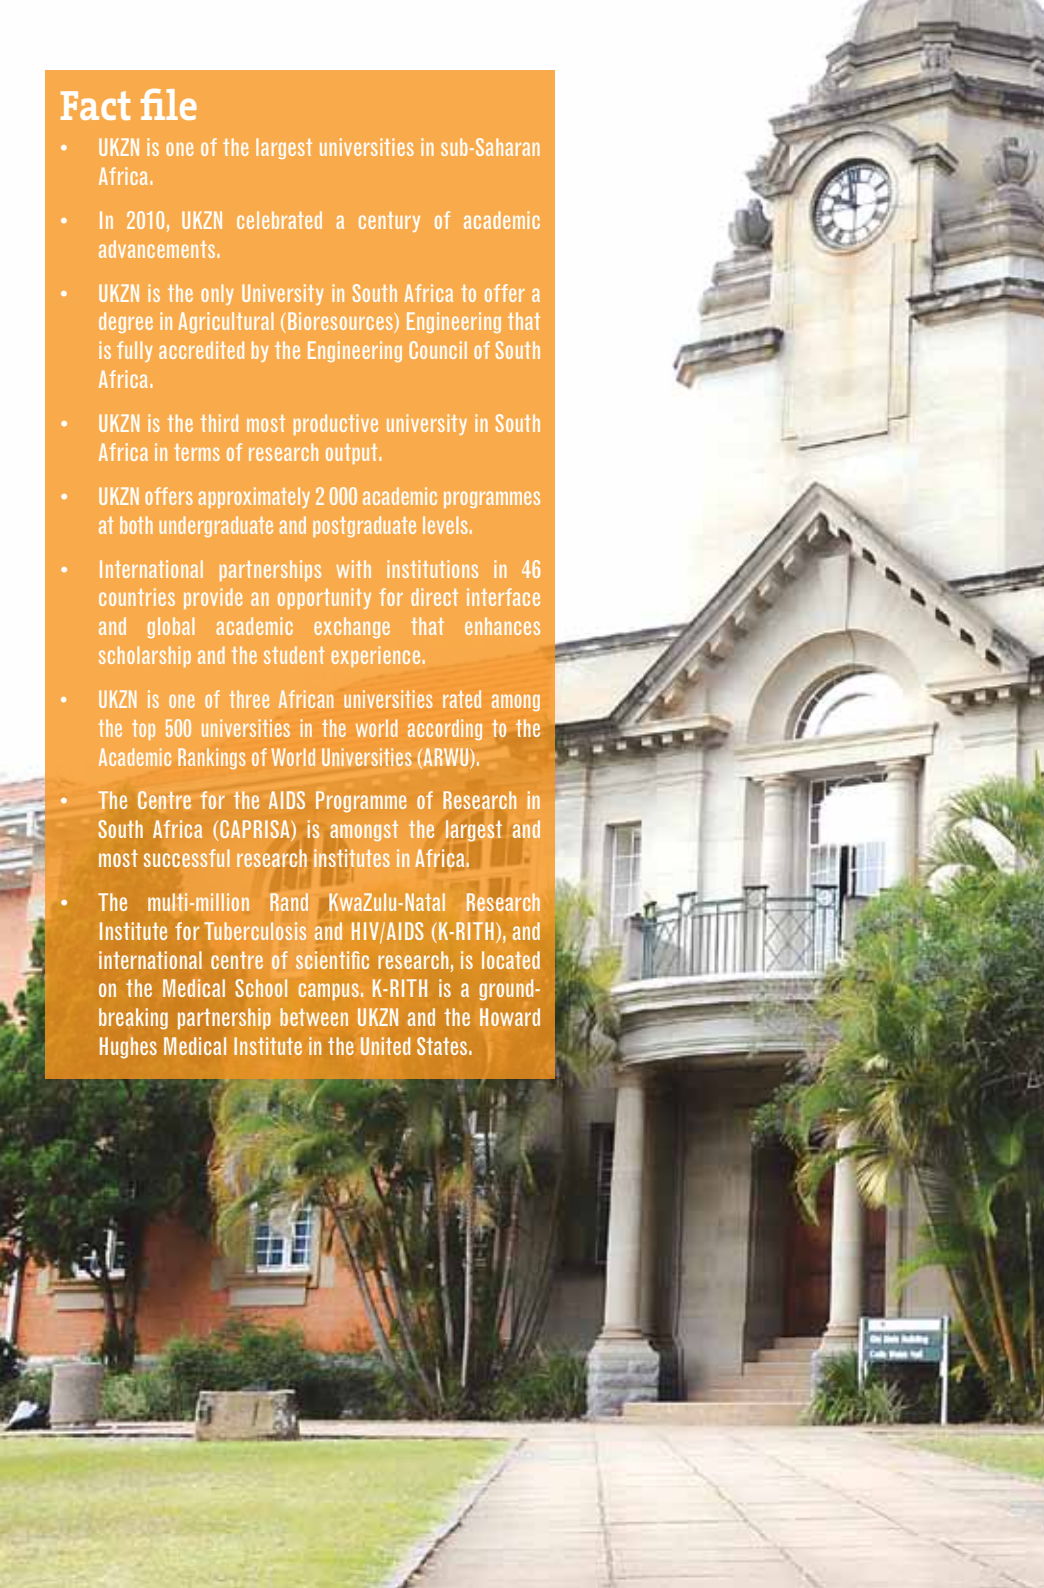 Fact file
• UKZN is one of the largest universities in sub-Saharan
Africa.
• In 2010, UKZN celebrated a century of academic
advancements.
• UKZN is the only University in South Africa to offer a
degree in Agricultural (Bioresources) Engineering that
is fully accredited by the Engineering Council of South
Africa.
• UKZN is the third most productive university in South
Africa in terms of research output.
• UKZN offers approximately 2 000 academic programmes
at both undergraduate and postgraduate levels.
• International partnerships with institutions in 46
countries provide an opportunity for direct interface
and global academic exchange that enhances
scholarship and the student experience.
• UKZN is one of three African universities rated among
the top 500 universities in the world according to the
Academic Rankings of World Universities (ARWU).
• The Centre for the AIDS Programme of Research in
South Africa (CAPRISA) is amongst the largest and
most successful research institutes in Africa.
• The multi-million Rand KwaZulu-Natal Research
Institute for Tuberculosis and HIV/AIDS (K-RITH), and
international centre of scientific research, is located
on the Medical School campus. K-RITH is a ground-
breaking partnership between UKZN and the Howard
Hughes Medical Institute in the United States.